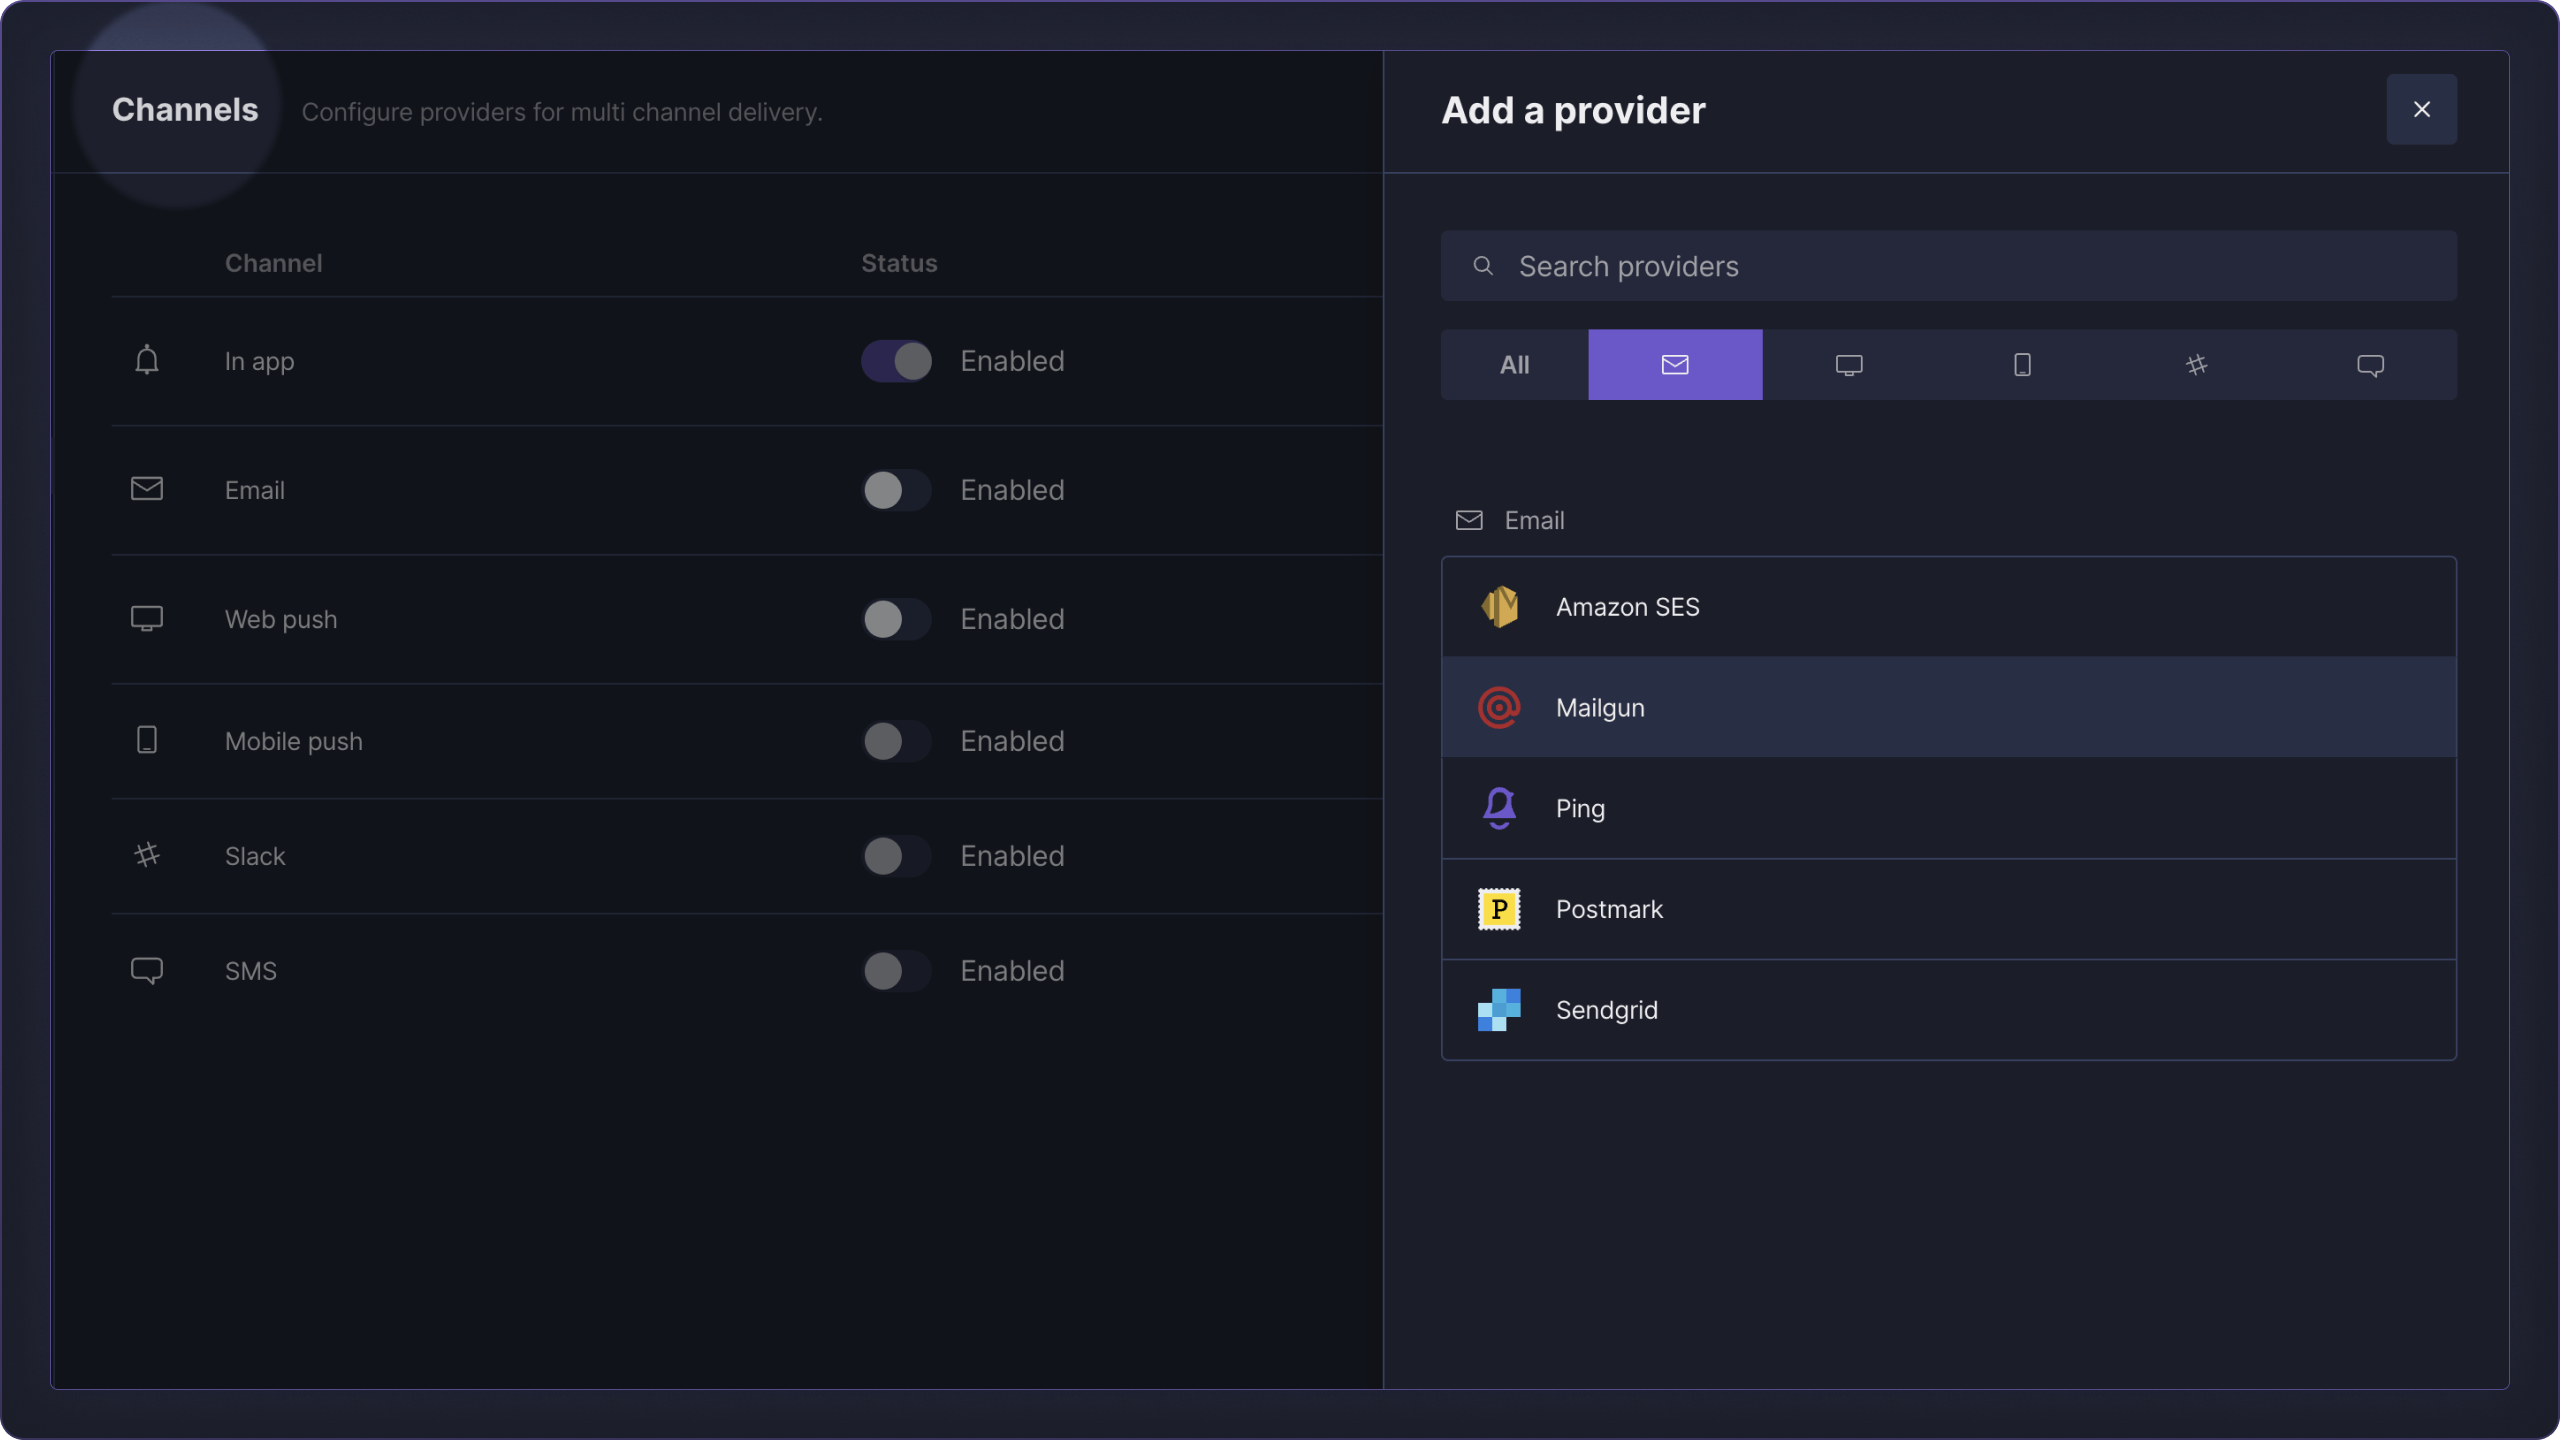 Channels
Configure providers for multi channel delivery.
Channel Status
In app Enabled
Email Enabled
Web push Enabled
Mobile push Enabled
Slack Enabled
SMS Enabled
Add a provider
Search providers
All
Email
Amazon SES
Mailgun
Ping
P Postmark
Sendgrid